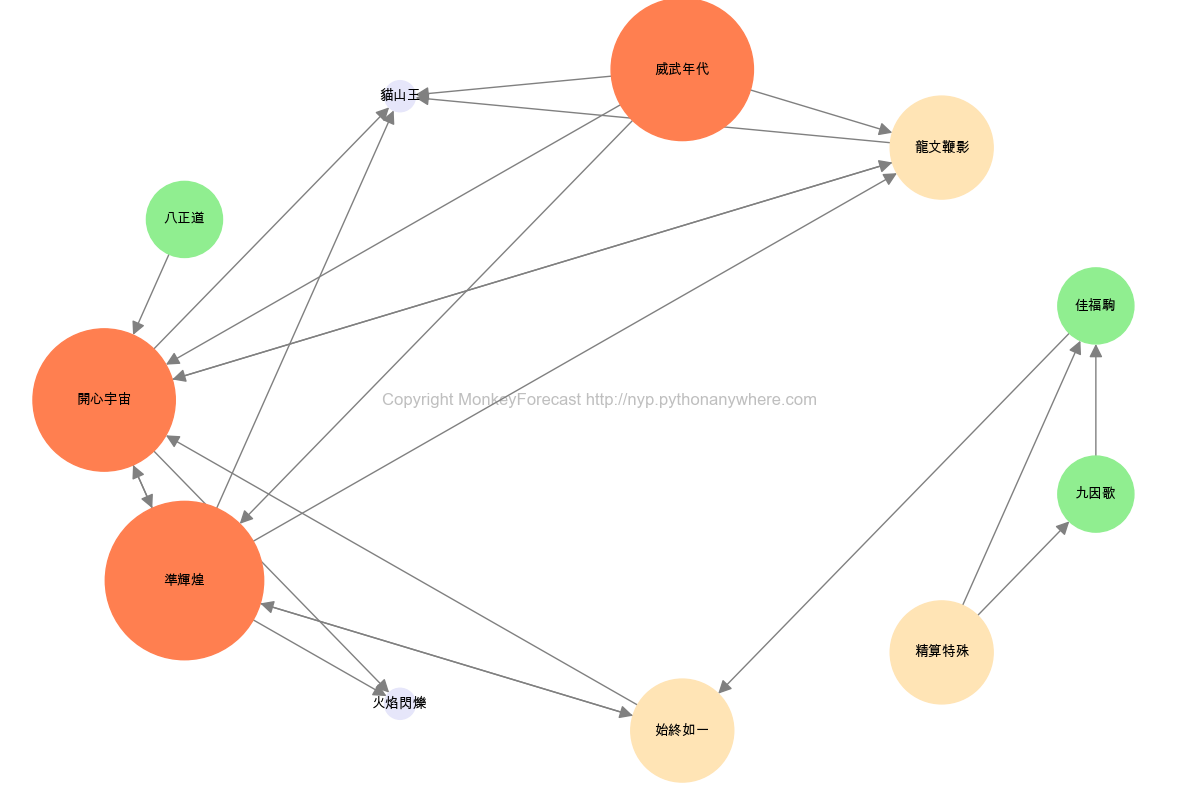 威武年代
貓山王
龍文鞭影
八正道
佳福駒
開心宇宙
Copyright MonkeyForecast http://nyp.pythonanywhere.com
九因歌
準輝煌
精算特殊
火焰閃爍
始終如一